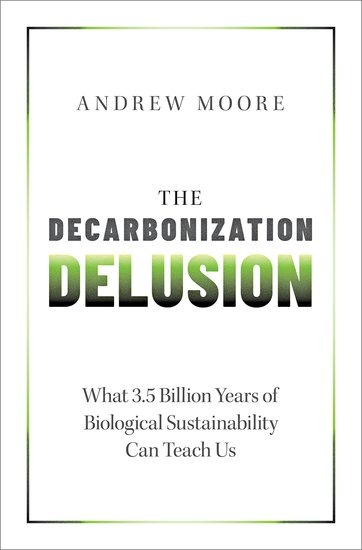 ANDREW MOORE
THE
DECARBONIZATION
DELUSION
What 3.5 Billion Years of
Biological Sustainability
Can Teach Us